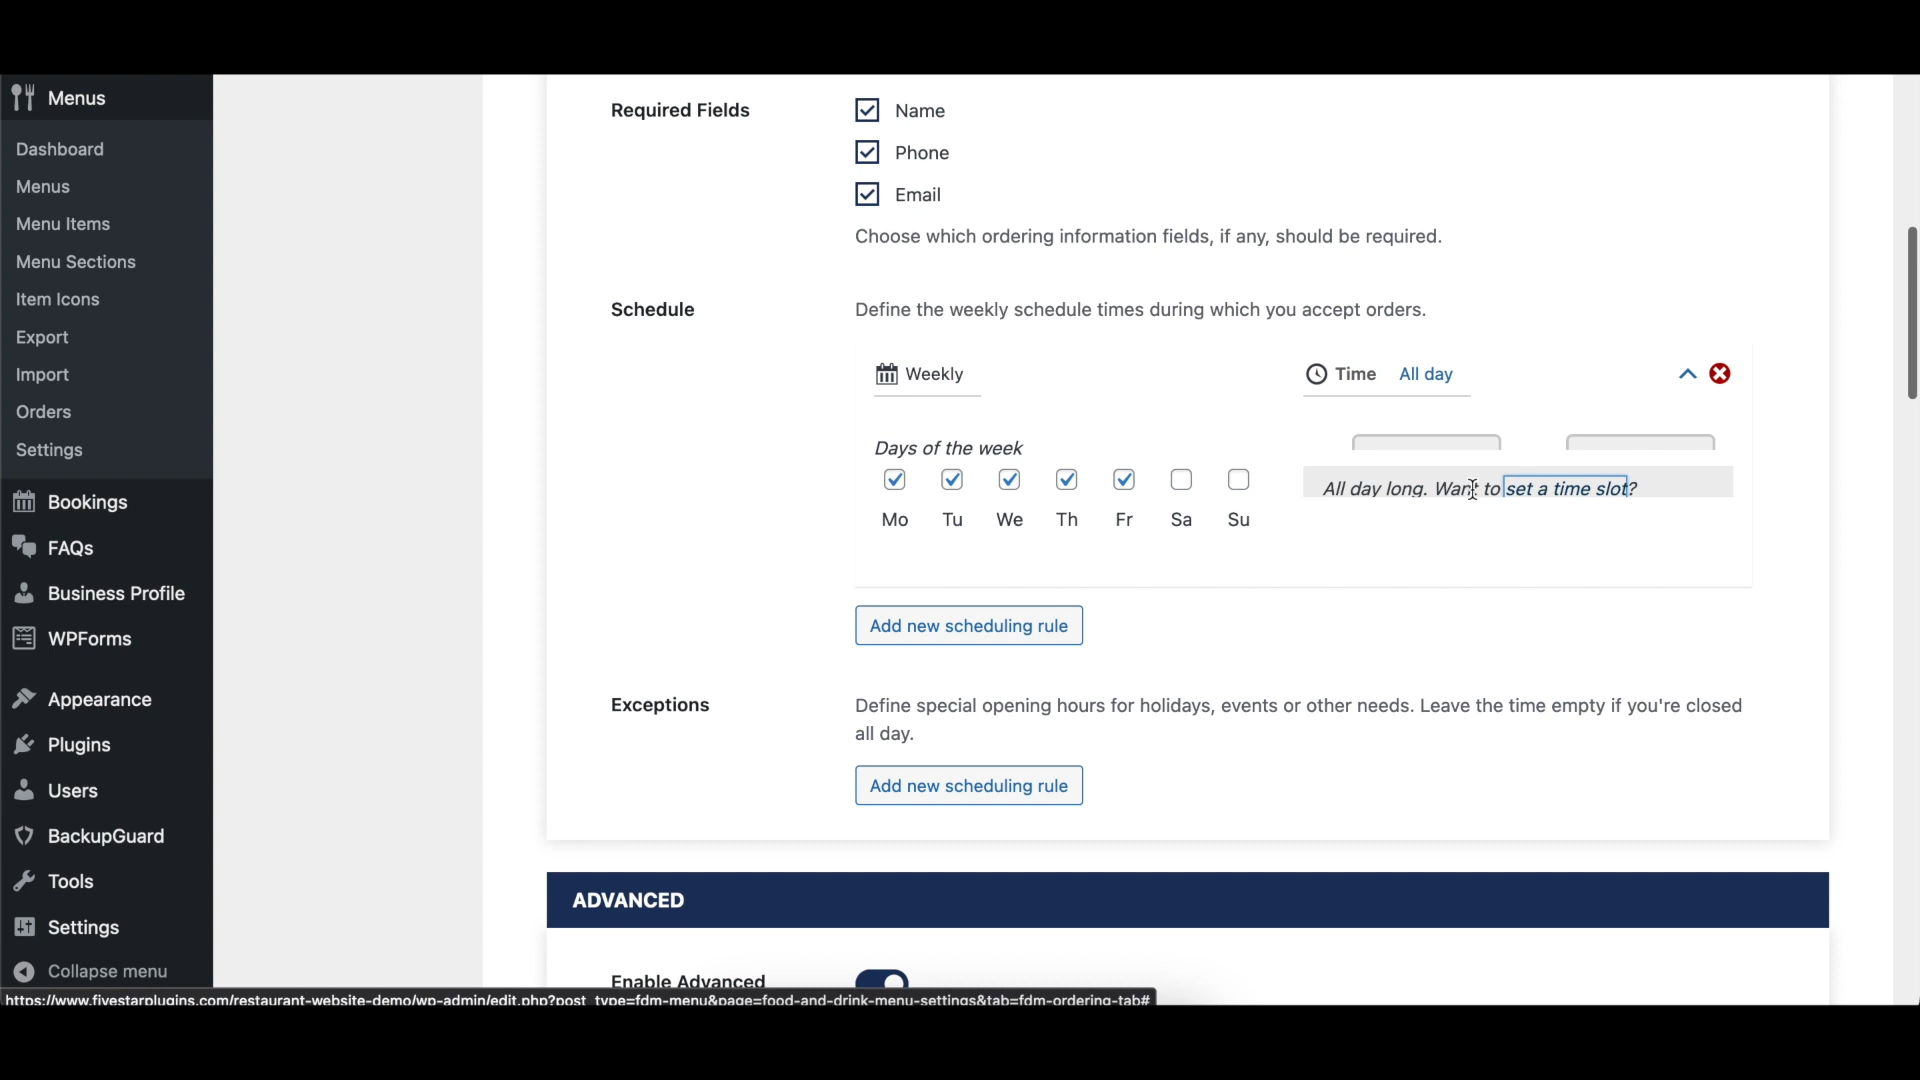 Menus
Dashboard
Menus
Menu Items
Menu Sections
Item Icons
Export
Import
Orders
Settings
Bookings
FAQs
Business Profile
WPForms
Appearance
Plugins
Users
BackupGuard
Tools
Settings
Collapse menu
Required Fields
Name
Phone
Email
Choose which ordering information fields, if any, should be required.
Schedule
Define the weekly schedule times during which you accept orders.
Weekly
Time All day
Days of the week
Mo Tu We Th Fr Sa Su
All day long. Want to set a time slot?
Add new scheduling rule
Exceptions
Define special opening hours for holidays, events or other needs. Leave the time empty if you're closed
all day.
Add new scheduling rule
ADVANCED
Enable Advanced
https://www.fivestarplugins.com/restaurant-website-demo/wp-admin/edit.php?post_type=fdm-menu&page=food-and-drink-menu-settings&tab=fdm-ordering-tab#